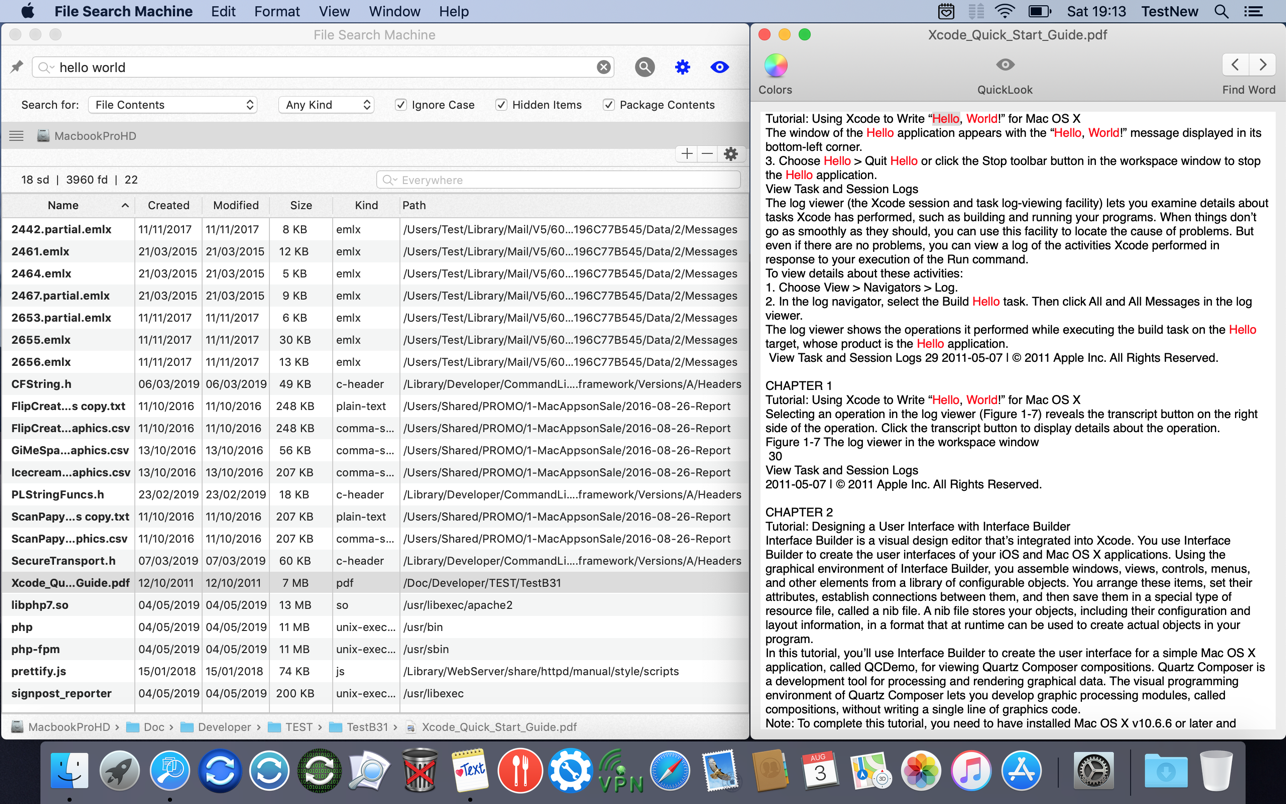 File Search Machine Edit Format View Window Help Sat 19:13 TestNew
File Search Machine
hello world
Search for: File Contents Any Kind Ignore Case Hidden Items Package Contents
MacbookProHD
18 sd | 3960 fd | 22 Everywhere
Name Created Modified Size Kind Path
2442.partial.emlx 11/11/2017 11/11/2017 8 KB emlx /Users/Test/Library/Mail/V5/60...196C77B545/Data/2/Messages
2461.emlx 21/03/2015 21/03/2015 12 KB emlx /Users/Test/Library/Mail/V5/60...196C77B545/Data/2/Messages
2464.emlx 21/03/2015 21/03/2015 5 KB emlx /Users/Test/Library/Mail/V5/60...196C77B545/Data/2/Messages
2467.partial.emlx 21/03/2015 21/03/2015 9 KB emlx /Users/Test/Library/Mail/V5/60...196C77B545/Data/2/Messages
2653.partial.emlx 11/11/2017 11/11/2017 6 KB emlx /Users/Test/Library/Mail/V5/60...196C77B545/Data/2/Messages
2655.emlx 11/11/2017 11/11/2017 30 KB emlx /Users/Test/Library/Mail/V5/60...196C77B545/Data/2/Messages
2656.emlx 11/11/2017 11/11/2017 13 KB emlx /Users/Test/Library/Mail/V5/60...196C77B545/Data/2/Messages
CFString.h 06/03/2019 06/03/2019 49 KB c-header /Library/Developer/CommandLi....framework/Versions/A/Headers
FlipCreat...s copy.txt 11/10/2016 11/10/2016 248 KB plain-text /Users/Shared/PROMO/1-MacAppsonSale/2016-08-26-Report
FlipCreat...aphics.csv 11/10/2016 11/10/2016 248 KB comma-s... /Users/Shared/PROMO/1-MacAppsonSale/2016-08-26-Report
GiMeSpa...aphics.csv 13/10/2016 13/10/2016 56 KB comma-s... /Users/Shared/PROMO/1-MacAppsonSale/2016-08-26-Report
Icecream...aphics.csv 13/10/2016 13/10/2016 207 KB comma-s... /Users/Shared/PROMO/1-MacAppsonSale/2016-08-26-Report
PLStringFuncs.h 23/02/2019 23/02/2019 18 KB c-header /Library/Developer/CommandLi....framework/Versions/A/Headers
ScanPapy...s copy.txt 11/10/2016 11/10/2016 207 KB plain-text /Users/Shared/PROMO/1-MacAppsonSale/2016-08-26-Report
ScanPapy...phics.csv 11/10/2016 11/10/2016 207 KB comma-s... /Users/Shared/PROMO/1-MacAppsonSale/2016-08-26-Report
SecureTransport.h 07/03/2019 07/03/2019 60 KB c-header /Library/Developer/CommandLi....framework/Versions/A/Headers
Xcode_Qu...Guide.pdf 12/10/2011 12/10/2011 7 MB pdf /Doc/Developer/TEST/TestB31
libphp7.so 04/05/2019 04/05/2019 13 MB so /usr/libexec/apache2
php 04/05/2019 04/05/2019 11 MB unix-exec... /usr/bin
php-fpm 04/05/2019 04/05/2019 11 MB unix-exec... /usr/sbin
prettify.js 15/01/2018 15/01/2018 74 KB js /Library/WebServer/share/httpd/manual/style/scripts
signpost_reporter 04/05/2019 04/05/2019 200 KB unix-exec... /usr/libexec
MacbookProHD › Doc › Developer › TEST › TestB31 › Xcode_Quick_Start_Guide.pdf
Xcode_Quick_Start_Guide.pdf
Colors QuickLook Find Word
Tutorial: Using Xcode to Write “Hello, World!” for Mac OS X
The window of the Hello application appears with the “Hello, World!” message displayed in its
bottom-left corner.
3. Choose Hello > Quit Hello or click the Stop toolbar button in the workspace window to stop
the Hello application.
View Task and Session Logs
The log viewer (the Xcode session and task log-viewing facility) lets you examine details about
tasks Xcode has performed, such as building and running your programs. When things don’t
go as smoothly as they should, you can use this facility to locate the cause of problems. But
even if there are no problems, you can view a log of the activities Xcode performed in
response to your execution of the Run command.
To view details about these activities:
1. Choose View > Navigators > Log.
2. In the log navigator, select the Build Hello task. Then click All and All Messages in the log
viewer.
The log viewer shows the operations it performed while executing the build task on the Hello
target, whose product is the Hello application.
View Task and Session Logs 29 2011-05-07 | © 2011 Apple Inc. All Rights Reserved.
CHAPTER 1
Tutorial: Using Xcode to Write “Hello, World!” for Mac OS X
Selecting an operation in the log viewer (Figure 1-7) reveals the transcript button on the right
side of the operation. Click the transcript button to display details about the operation.
Figure 1-7 The log viewer in the workspace window
30
View Task and Session Logs
2011-05-07 | © 2011 Apple Inc. All Rights Reserved.
CHAPTER 2
Tutorial: Designing a User Interface with Interface Builder
Interface Builder is a visual design editor that’s integrated into Xcode. You use Interface
Builder to create the user interfaces of your iOS and Mac OS X applications. Using the
graphical environment of Interface Builder, you assemble windows, views, controls, menus,
and other elements from a library of configurable objects. You arrange these items, set their
attributes, establish connections between them, and then save them in a special type of
resource file, called a nib file. A nib file stores your objects, including their configuration and
layout information, in a format that at runtime can be used to create actual objects in your
program.
In this tutorial, you’ll use Interface Builder to create the user interface for a simple Mac OS X
application, called QCDemo, for viewing Quartz Composer compositions. Quartz Composer is
a development tool for processing and rendering graphical data. The visual programming
environment of Quartz Composer lets you develop graphic processing modules, called
compositions, without writing a single line of graphics code.
Note: To complete this tutorial, you need to have installed Mac OS X v10.6.6 or later and
Text
VPN
AUG
3